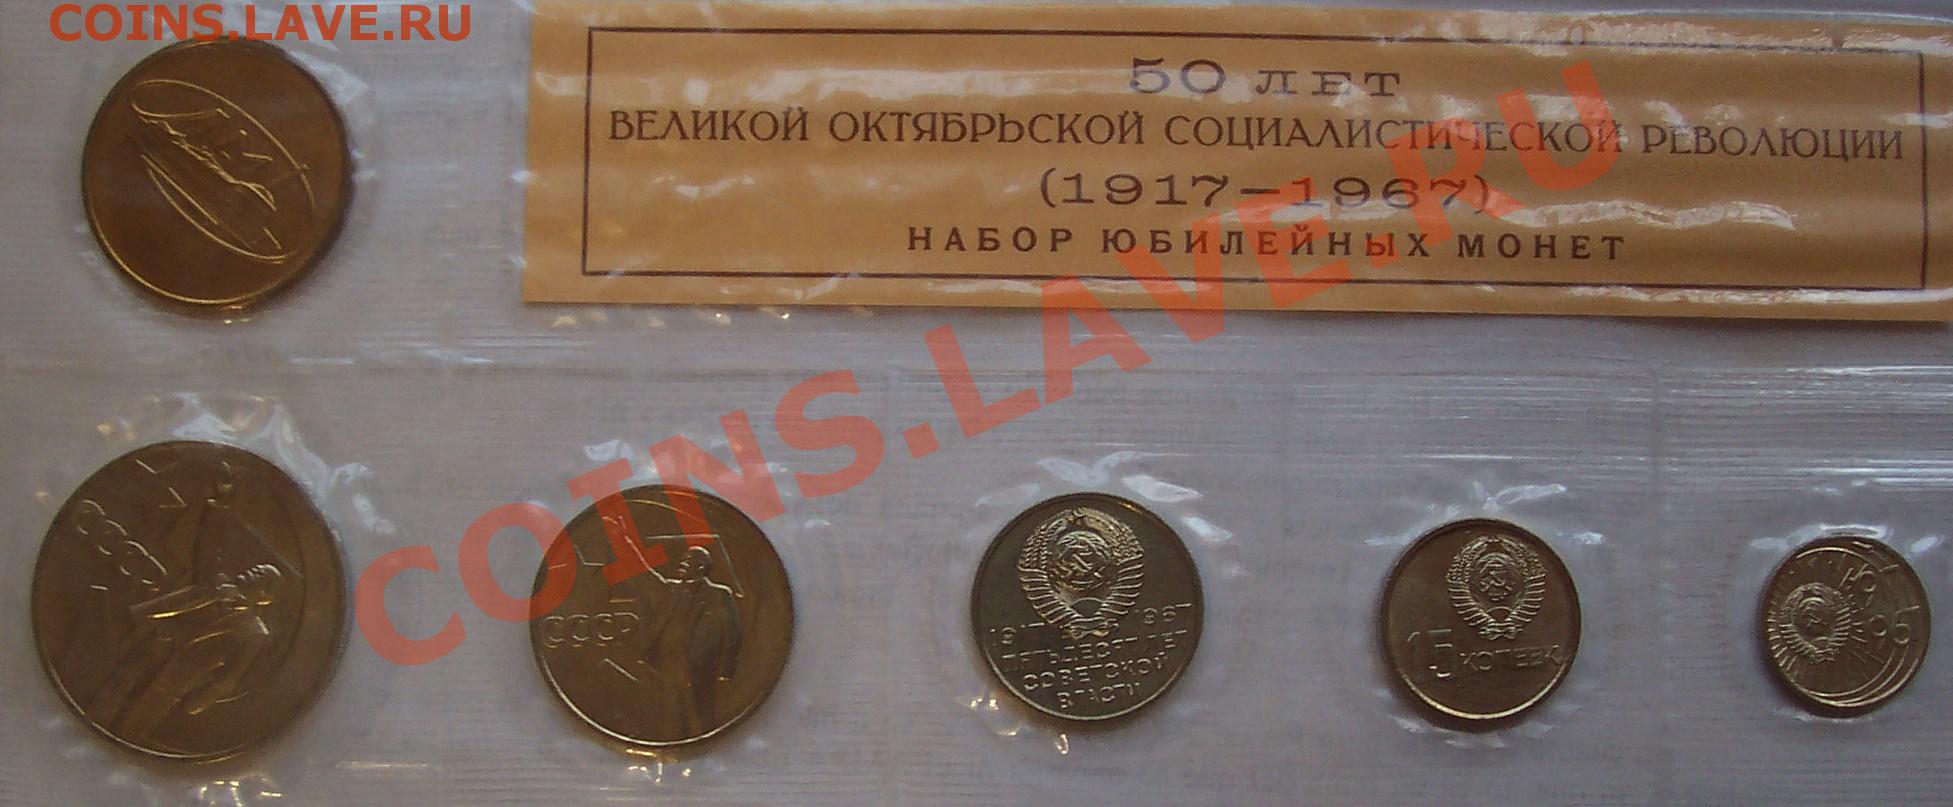 COINS.LAVE.RU
50 ЛЕТ
ВЕЛИКОЙ ОКТЯБРЬСКОЙ СОЦИАЛИСТИЧЕСКОЙ РЕВОЛЮЦИИ
(1917-1967)
НАБОР ЮБИЛЕЙНЫХ МОНЕТ
COINS.LAVE.RU
СССР
СССР
1917 1967
ПЯТЬДЕСЯТ ЛЕТ
СОВЕТСКОЙ
ВЛАСТИ
15 КОПЕЕК